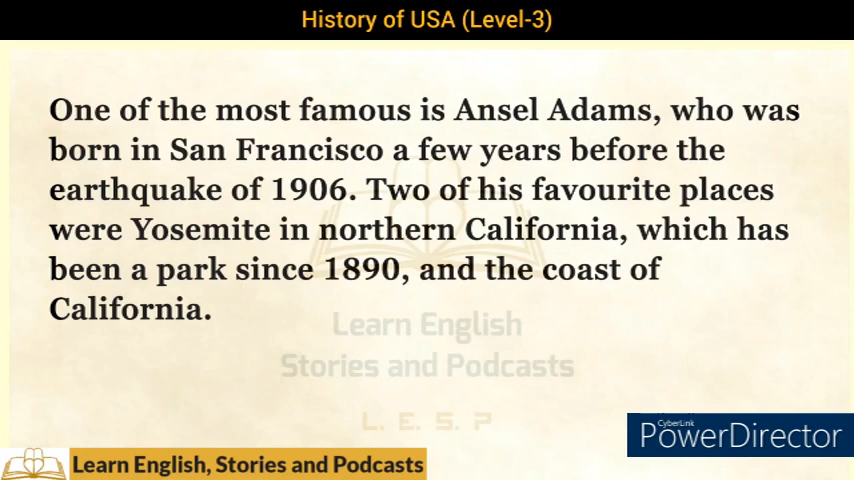 History of USA (Level-3)
One of the most famous is Ansel Adams, who was
born in San Francisco a few years before the
earthquake of 1906. Two of his favourite places
were Yosemite in northern California, which has
been a park since 1890, and the coast of
California.
Learn English
Stories and Podcasts
L. E. S. P
CyberLink
PowerDirector
Learn English, Stories and Podcasts